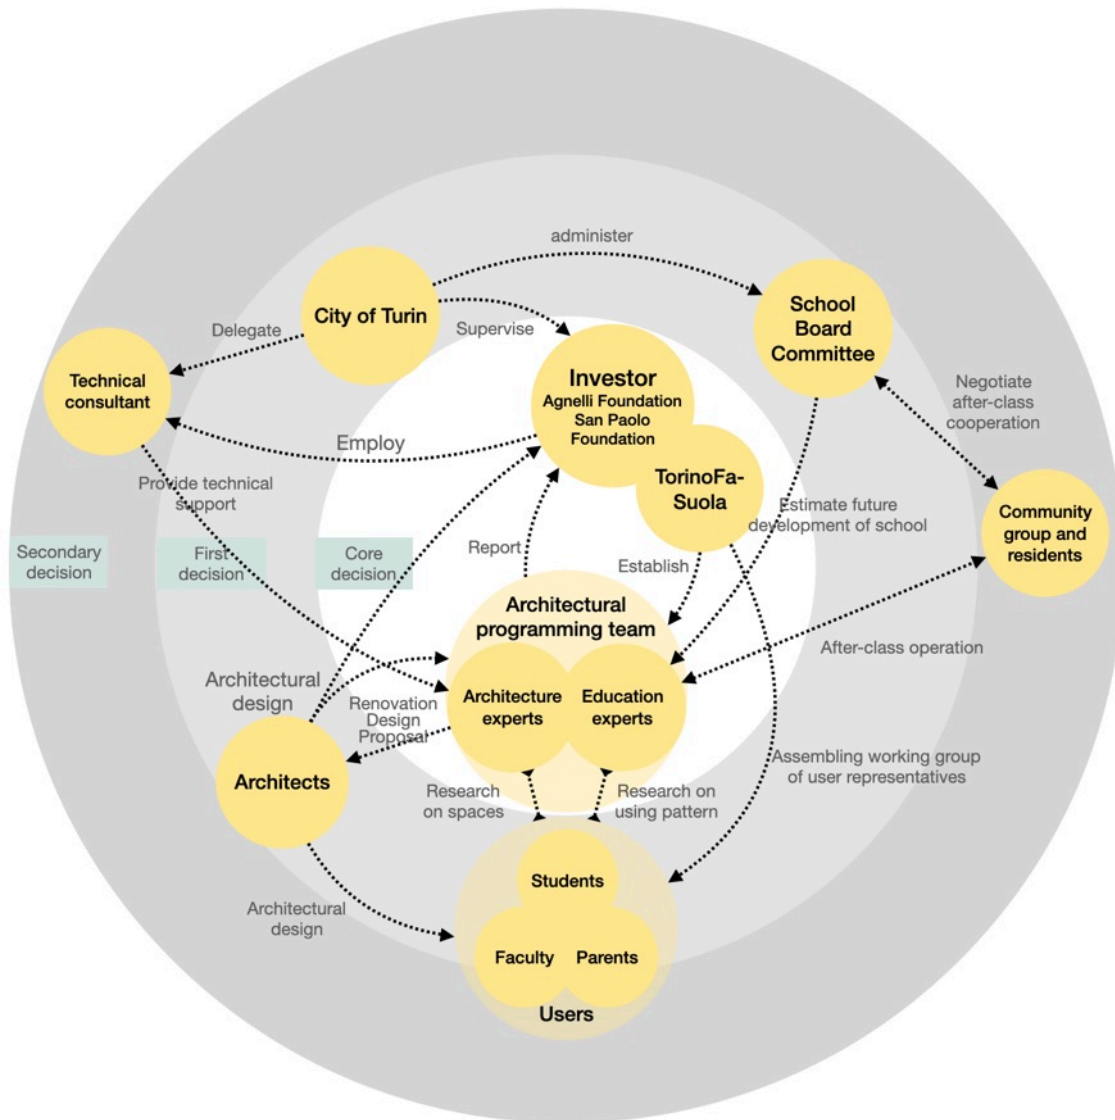 administer
City of Turin
School
Board
Committee
Delegate
Supervise
Technical
consultant
Investor
Agnelli Foundation
San Paolo
Foundation
Negotiate
after-class
cooperation
Employ
TorinoFa-
Suola
Provide technical
support
Estimate future
development of school
Community
group and
residents
Secondary
decision
First
decision
Core
decision
Report
Establish
Architectural
programming team
After-class operation
Architectural
design
Renovation
Design
Proposal
Architecture
experts
Education
experts
Architects
Assembling working group
of user representatives
Research
on spaces
Research on
using pattern
Students
Architectural
design
Faculty
Parents
Users